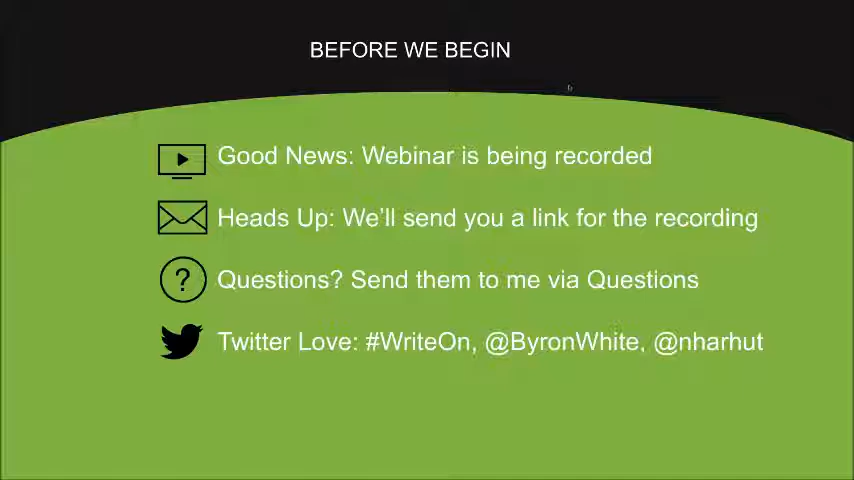 BEFORE WE BEGIN
Good News: Webinar is being recorded
Heads Up: We'll send you a link for the recording
Questions? Send them to me via Questions
Twitter Love: #WriteOn, @ByronWhite, @nharhut